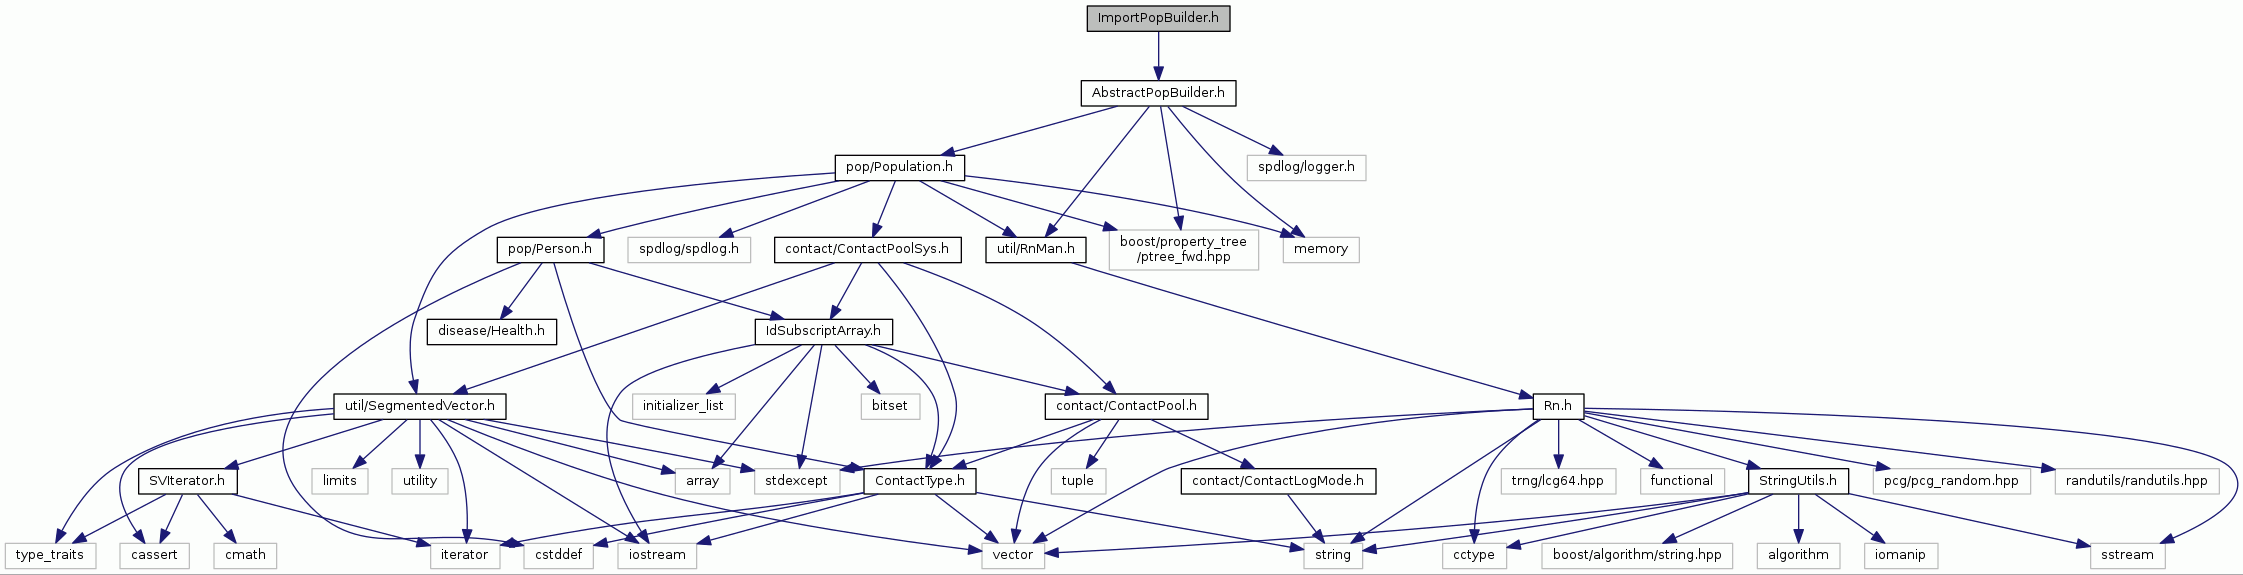 ImportPopBuilder.h
AbstractPopBuilder.h
pop/Population.h
spdlog/logger.h
pop/Person.h
spdlog/spdlog.h
contact/ContactPoolSys.h
util/RnMan.h
boost/property_tree
/ptree_fwd.hpp
memory
disease/Health.h
IdSubscriptArray.h
util/SegmentedVector.h
initializer_list
bitset
contact/ContactPool.h
Rn.h
SVIterator.h
limits
utility
array
stdexcept
ContactType.h
tuple
contact/ContactLogMode.h
trng/lcg64.hpp
functional
StringUtils.h
pcg/pcg_random.hpp
randutils/randutils.hpp
type_traits
cassert
cmath
iterator
cstddef
iostream
vector
string
cctype
boost/algorithm/string.hpp
algorithm
iomanip
sstream